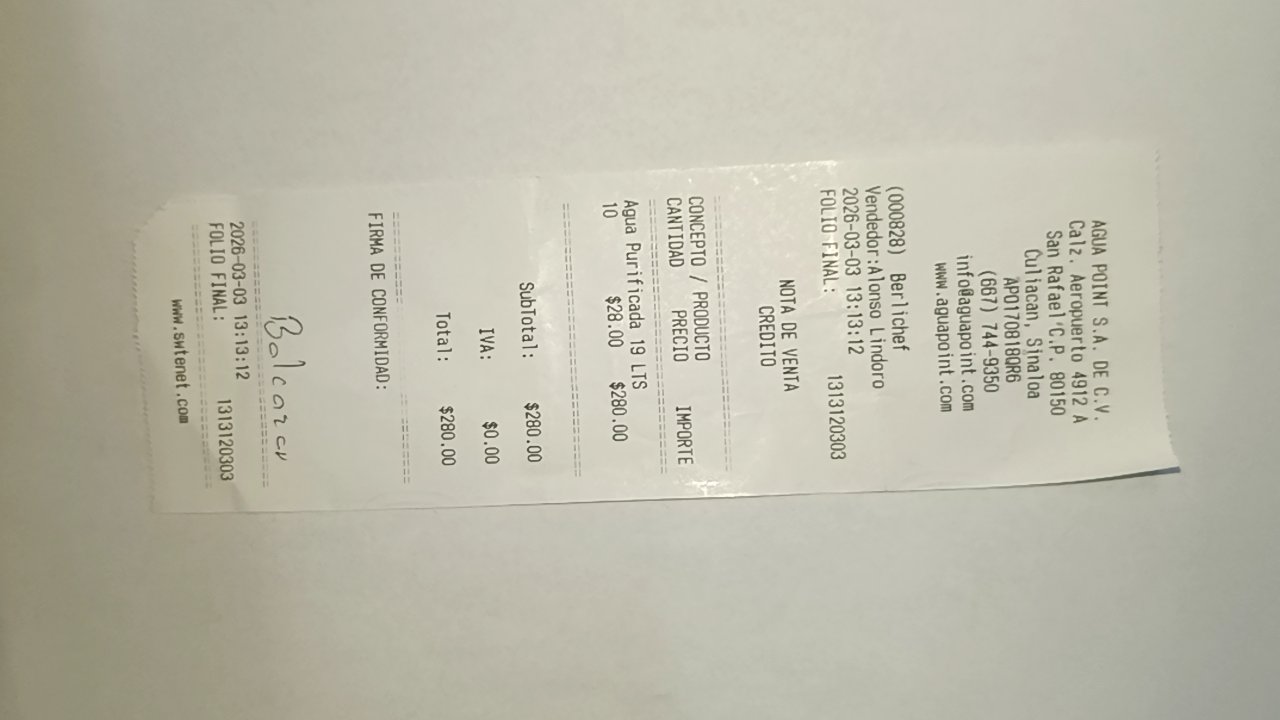 AGUA POINT S.A. DE C.V.
Calz. Aeropuerto 4912 A
San Rafael C.P. 80150
Culiacan, Sinaloa
APO170818QR6
(667) 744-9350
info@aguapoint.com
www.aguapoint.com
(000828) Berlichef
Vendedor:Alonso Lindoro
2026-03-03 13:13:12
FOLIO FINAL: 1313120303
NOTA DE VENTA
CREDITO
CONCEPTO / PRODUCTO
CANTIDAD PRECIO IMPORTE
Agua Purificada 19 LTS
10 $28.00 $280.00
SubTotal: $280.00
IVA: $0.00
Total: $280.00
FIRMA DE CONFORMIDAD:
2026-03-03 13:13:12
FOLIO FINAL: 1313120303
www.swtenet.com